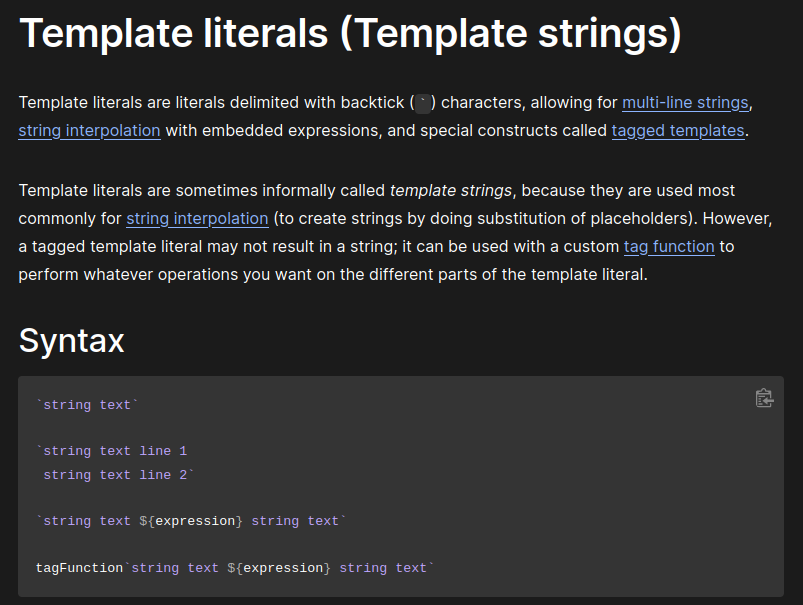 Template literals (Template strings)
Template literals are literals delimited with backtick (`) characters, allowing for multi-line strings,
string interpolation with embedded expressions, and special constructs called tagged templates.
Template literals are sometimes informally called template strings, because they are used most
commonly for string interpolation (to create strings by doing substitution of placeholders). However,
a tagged template literal may not result in a string; it can be used with a custom tag function to
perform whatever operations you want on the different parts of the template literal.
Syntax
`string text`
`string text line 1
 string text line 2`
`string text ${expression} string text`
tagFunction`string text ${expression} string text`